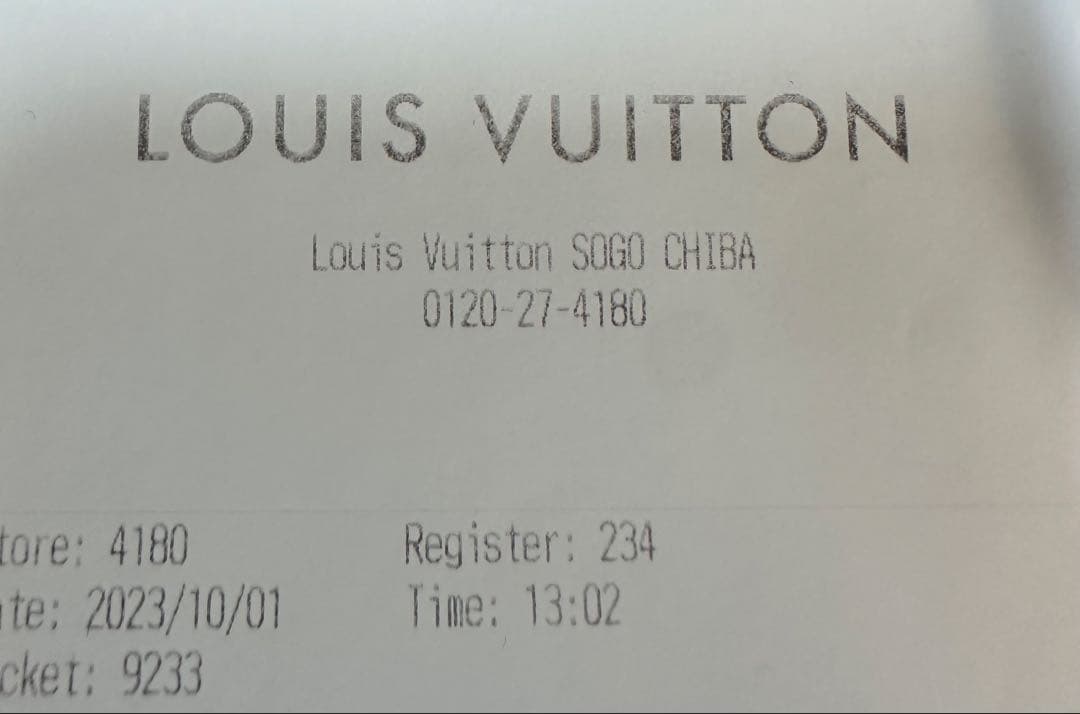 LOUIS VUITTON
Louis Vuitton SOGO CHIBA
0120-27-4180
tore: 4180 Register: 234
te: 2023/10/01 Time: 13:02
cket: 9233